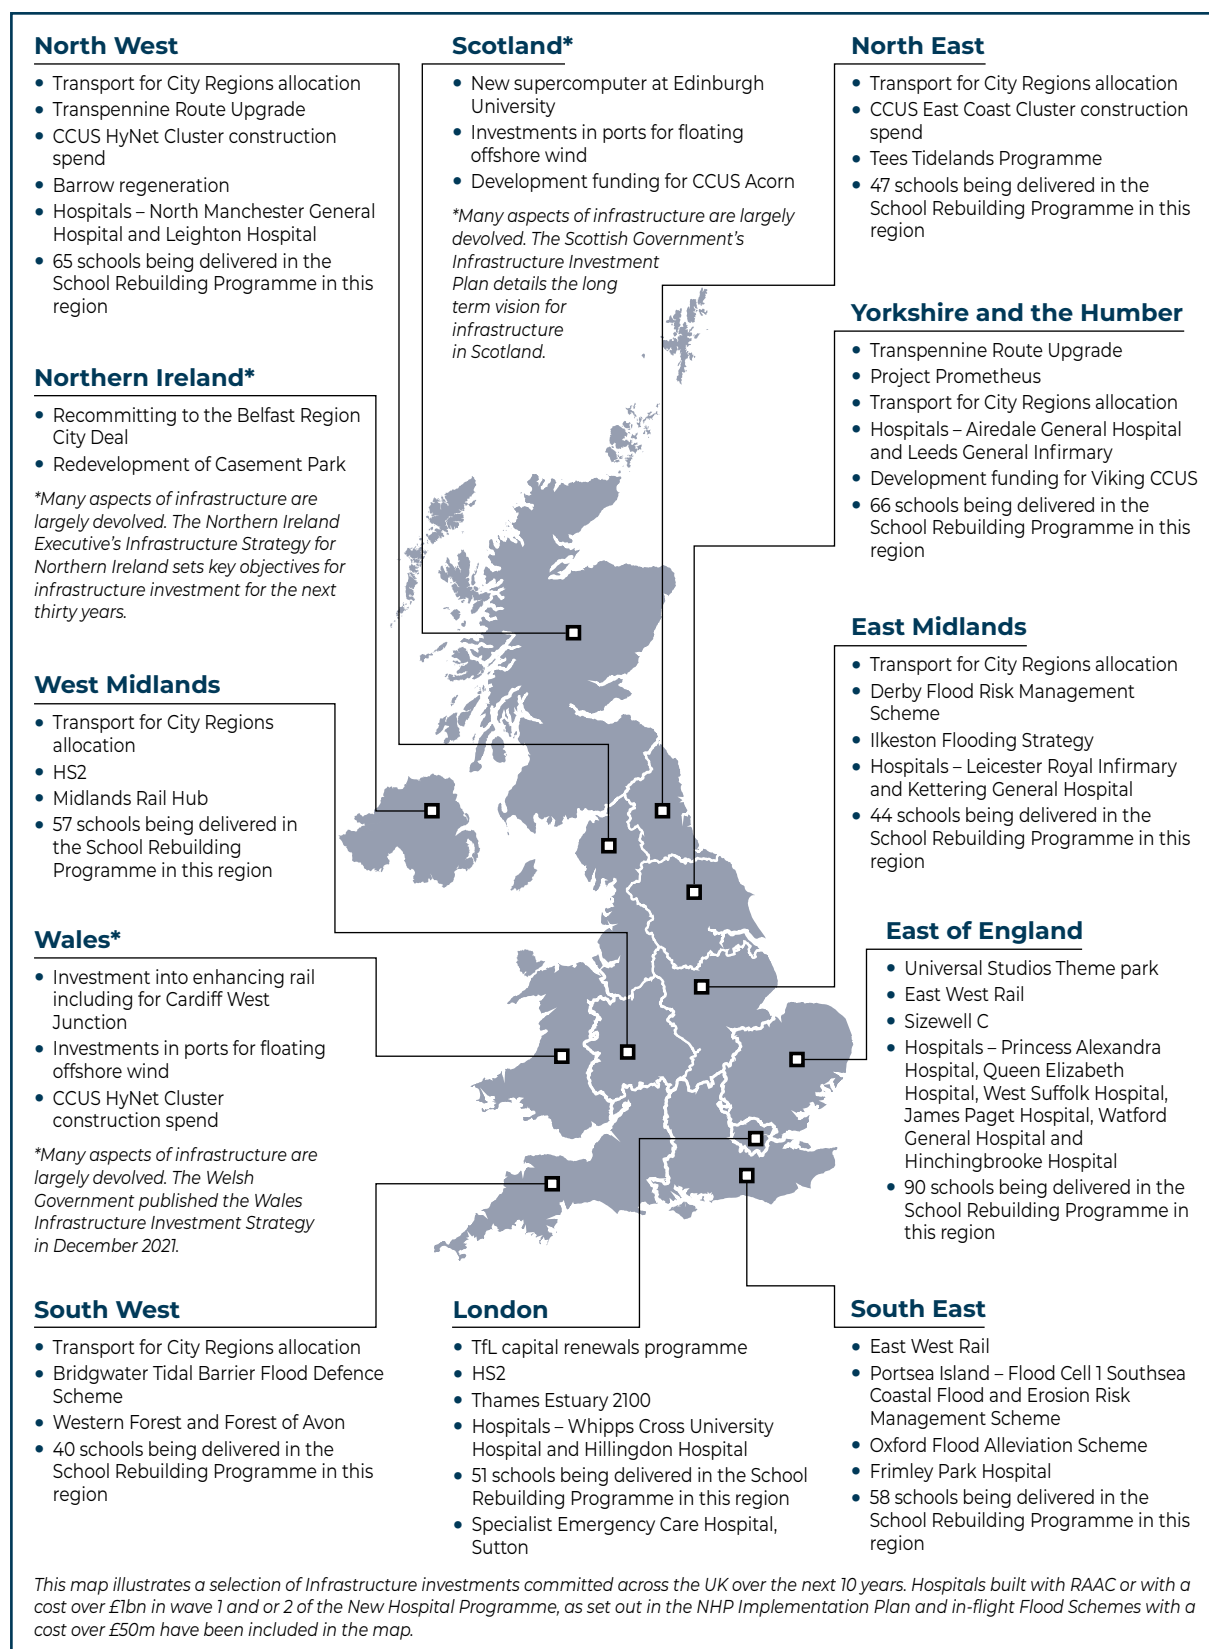 North West
• Transport for City Regions allocation
• Transpennine Route Upgrade
• CCUS HyNet Cluster construction
spend
• Barrow regeneration
• Hospitals – North Manchester General
Hospital and Leighton Hospital
• 65 schools being delivered in the
School Rebuilding Programme in this
region
Scotland*
• New supercomputer at Edinburgh
University
• Investments in ports for floating
offshore wind
• Development funding for CCUS Acorn
*Many aspects of infrastructure are largely
devolved. The Scottish Government's
Infrastructure Investment
Plan details the long
term vision for
infrastructure
in Scotland.
North East
• Transport for City Regions allocation
• CCUS East Coast Cluster construction
spend
• Tees Tidelands Programme
• 47 schools being delivered in the
School Rebuilding Programme in this
region
Yorkshire and the Humber
• Transpennine Route Upgrade
• Project Prometheus
• Transport for City Regions allocation
• Hospitals – Airedale General Hospital
and Leeds General Infirmary
• Development funding for Viking CCUS
• 66 schools being delivered in the
School Rebuilding Programme in this
region
Northern Ireland*
• Recommitting to the Belfast Region
City Deal
• Redevelopment of Casement Park
*Many aspects of infrastructure are
largely devolved. The Northern Ireland
Executive's Infrastructure Strategy for
Northern Ireland sets key objectives for
infrastructure investment for the next
thirty years.
East Midlands
• Transport for City Regions allocation
• Derby Flood Risk Management
Scheme
• Ilkeston Flooding Strategy
• Hospitals – Leicester Royal Infirmary
and Kettering General Hospital
• 44 schools being delivered in the
School Rebuilding Programme in this
region
West Midlands
• Transport for City Regions
allocation
• HS2
• Midlands Rail Hub
• 57 schools being delivered in
the School Rebuilding
Programme in this region
East of England
• Universal Studios Theme park
• East West Rail
• Sizewell C
• Hospitals – Princess Alexandra
Hospital, Queen Elizabeth
Hospital, West Suffolk Hospital,
James Paget Hospital, Watford
General Hospital and
Hinchingbrooke Hospital
• 90 schools being delivered in the
School Rebuilding Programme in
this region
Wales*
• Investment into enhancing rail
including for Cardiff West
Junction
• Investments in ports for floating
offshore wind
• CCUS HyNet Cluster
construction spend
*Many aspects of infrastructure are
largely devolved. The Welsh
Government published the Wales
Infrastructure Investment Strategy
in December 2021.
South West
• Transport for City Regions allocation
• Bridgwater Tidal Barrier Flood Defence
Scheme
• Western Forest and Forest of Avon
• 40 schools being delivered in the
School Rebuilding Programme in this
region
London
• TfL capital renewals programme
• HS2
• Thames Estuary 2100
• Hospitals – Whipps Cross University
Hospital and Hillingdon Hospital
• 51 schools being delivered in the School
Rebuilding Programme in this region
• Specialist Emergency Care Hospital,
Sutton
South East
• East West Rail
• Portsea Island – Flood Cell 1 Southsea
Coastal Flood and Erosion Risk
Management Scheme
• Oxford Flood Alleviation Scheme
• Frimley Park Hospital
• 58 schools being delivered in the
School Rebuilding Programme in this
region
This map illustrates a selection of Infrastructure investments committed across the UK over the next 10 years. Hospitals built with RAAC or with a
cost over £1bn in wave 1 and or 2 of the New Hospital Programme, as set out in the NHP Implementation Plan and in-flight Flood Schemes with a
cost over £50m have been included in the map.